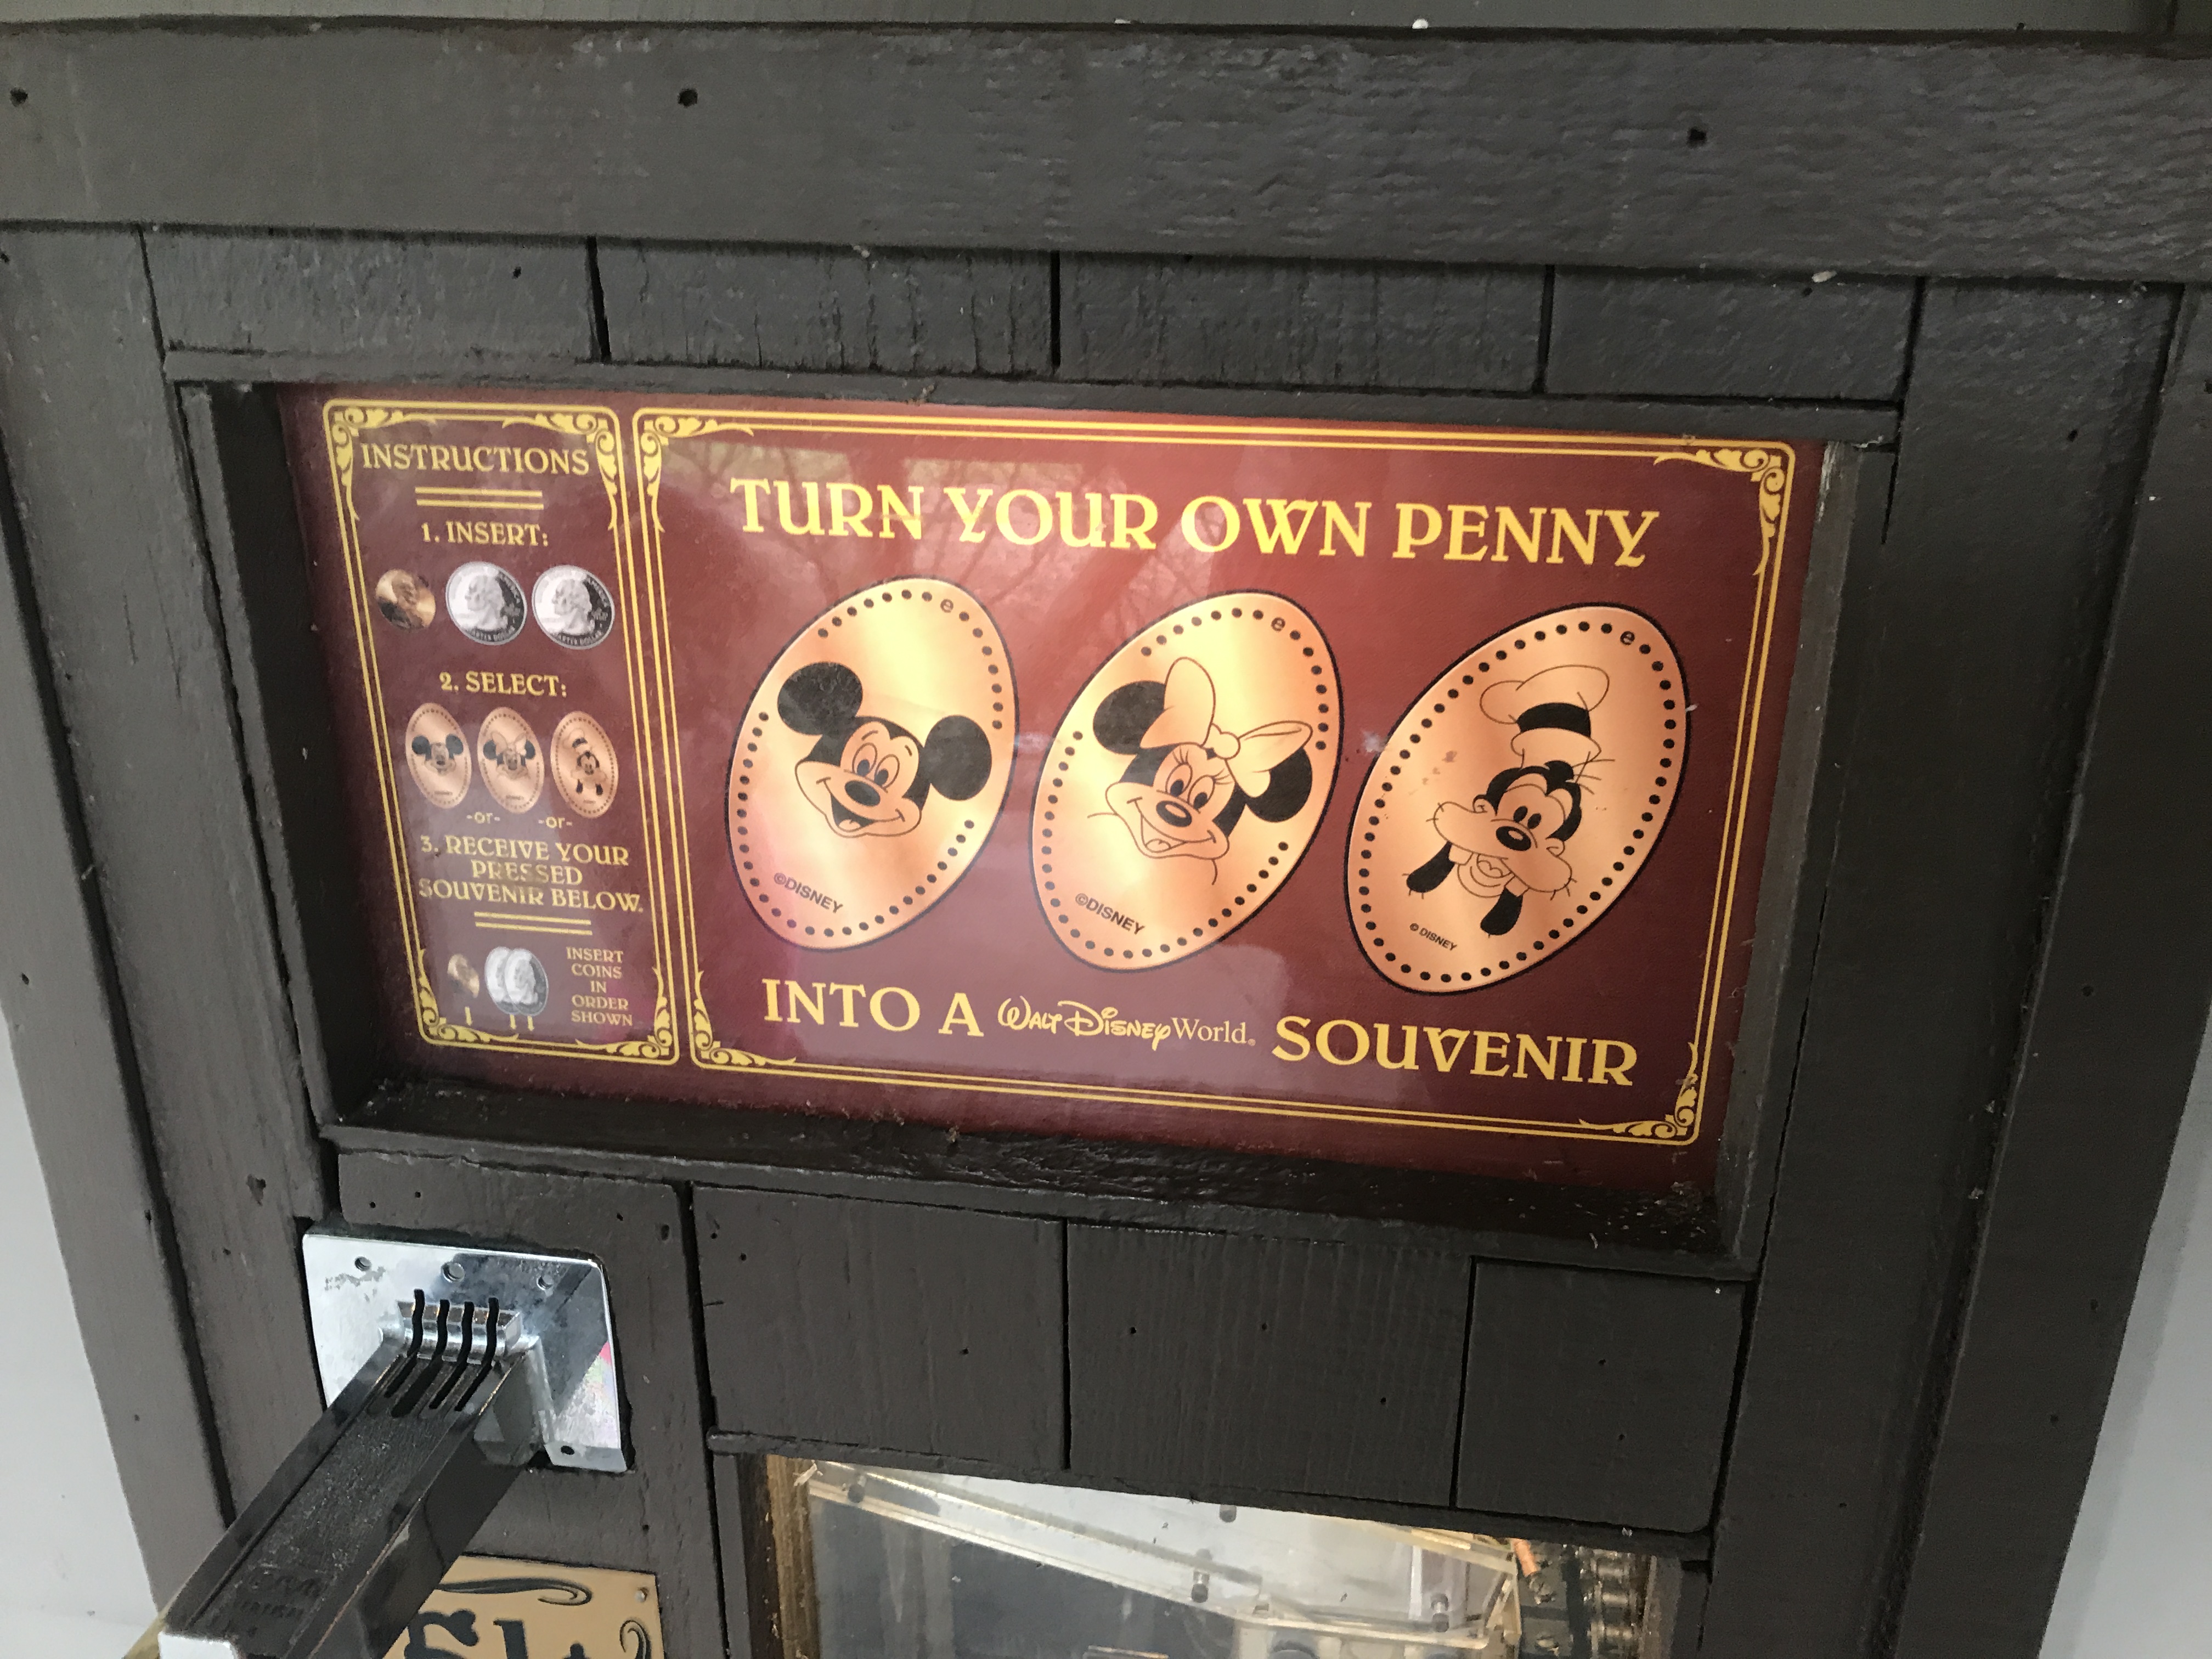 INSTRUCTIONS
1. INSERT:
2. SELECT:
-or- -or-
3. RECEIVE YOUR
PRESSED
SOUVENIR BELOW.
INSERT
COINS
IN
ORDER
SHOWN
TURN YOUR OWN PENNY
e
e
e
©DISNEY
©DISNEY
© DISNEY
INTO A WALT DISNEY World® SOUVENIR